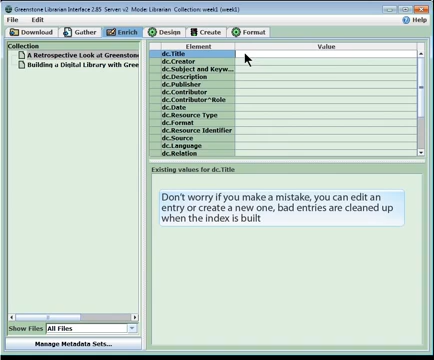 Greenstone Librarian Interface 2.85 Server: v2 Mode: Librarian Collection: week1 (week1)
File Edit Help
Download Gather Enrich Design Create Format
Collection
A Retrospective Look at Greenston
Building a Digital Library with Gree
Element Value
dc.Title
dc.Creator
dc.Subject and Keyw...
dc.Description
dc.Publisher
dc.Contributor
dc.Contributor^Role
dc.Date
dc.Resource Type
dc.Format
dc.Resource Identifier
dc.Source
dc.Language
dc.Relation
Existing values for dc.Title
Don't worry if you make a mistake, you can edit an
entry or create a new one, bad entries are cleaned up
when the index is built
Show Files All Files
Manage Metadata Sets...